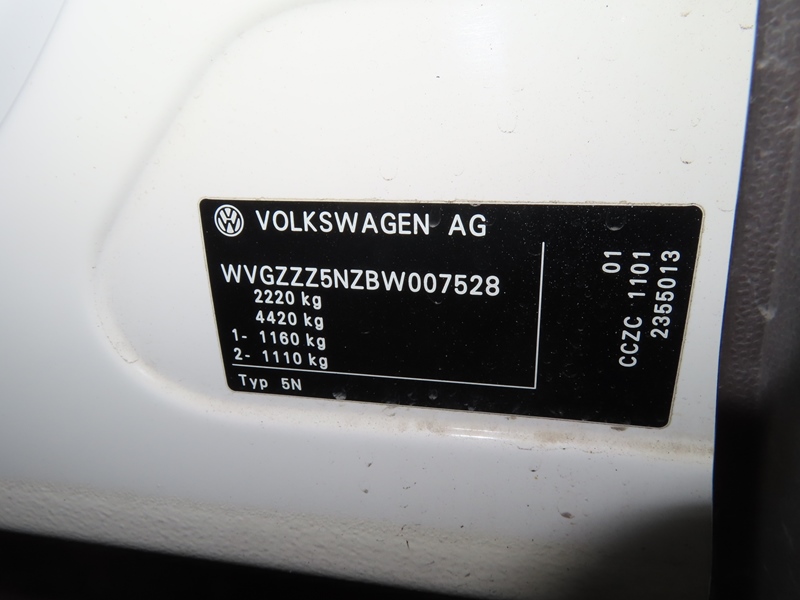 VOLKSWAGEN AG
WVGZZZ5NZBW007528
2220 kg
4420 kg
1- 1160 kg
2- 1110 kg
Typ 5N
01
CCZC 1101
2355013